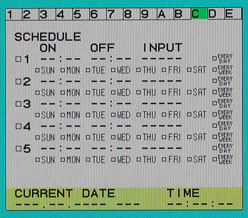 1 2 3 4 5 6 7 8 9 A B C D E
SCHEDULE
ON OFF INPUT
□1 --:-- --:-- --- □EVERY DAY
□SUN □MON □TUE □WED □THU □FRI □SAT □EVERY WEEK
□2 --:-- --:-- --- □EVERY DAY
□SUN □MON □TUE □WED □THU □FRI □SAT □EVERY WEEK
□3 --:-- --:-- --- □EVERY DAY
□SUN □MON □TUE □WED □THU □FRI □SAT □EVERY WEEK
□4 --:-- --:-- --- □EVERY DAY
□SUN □MON □TUE □WED □THU □FRI □SAT □EVERY WEEK
□5 --:-- --:-- --- □EVERY DAY
□SUN □MON □TUE □WED □THU □FRI □SAT □EVERY WEEK
CURRENT DATE TIME
---.--.---- --:--:--